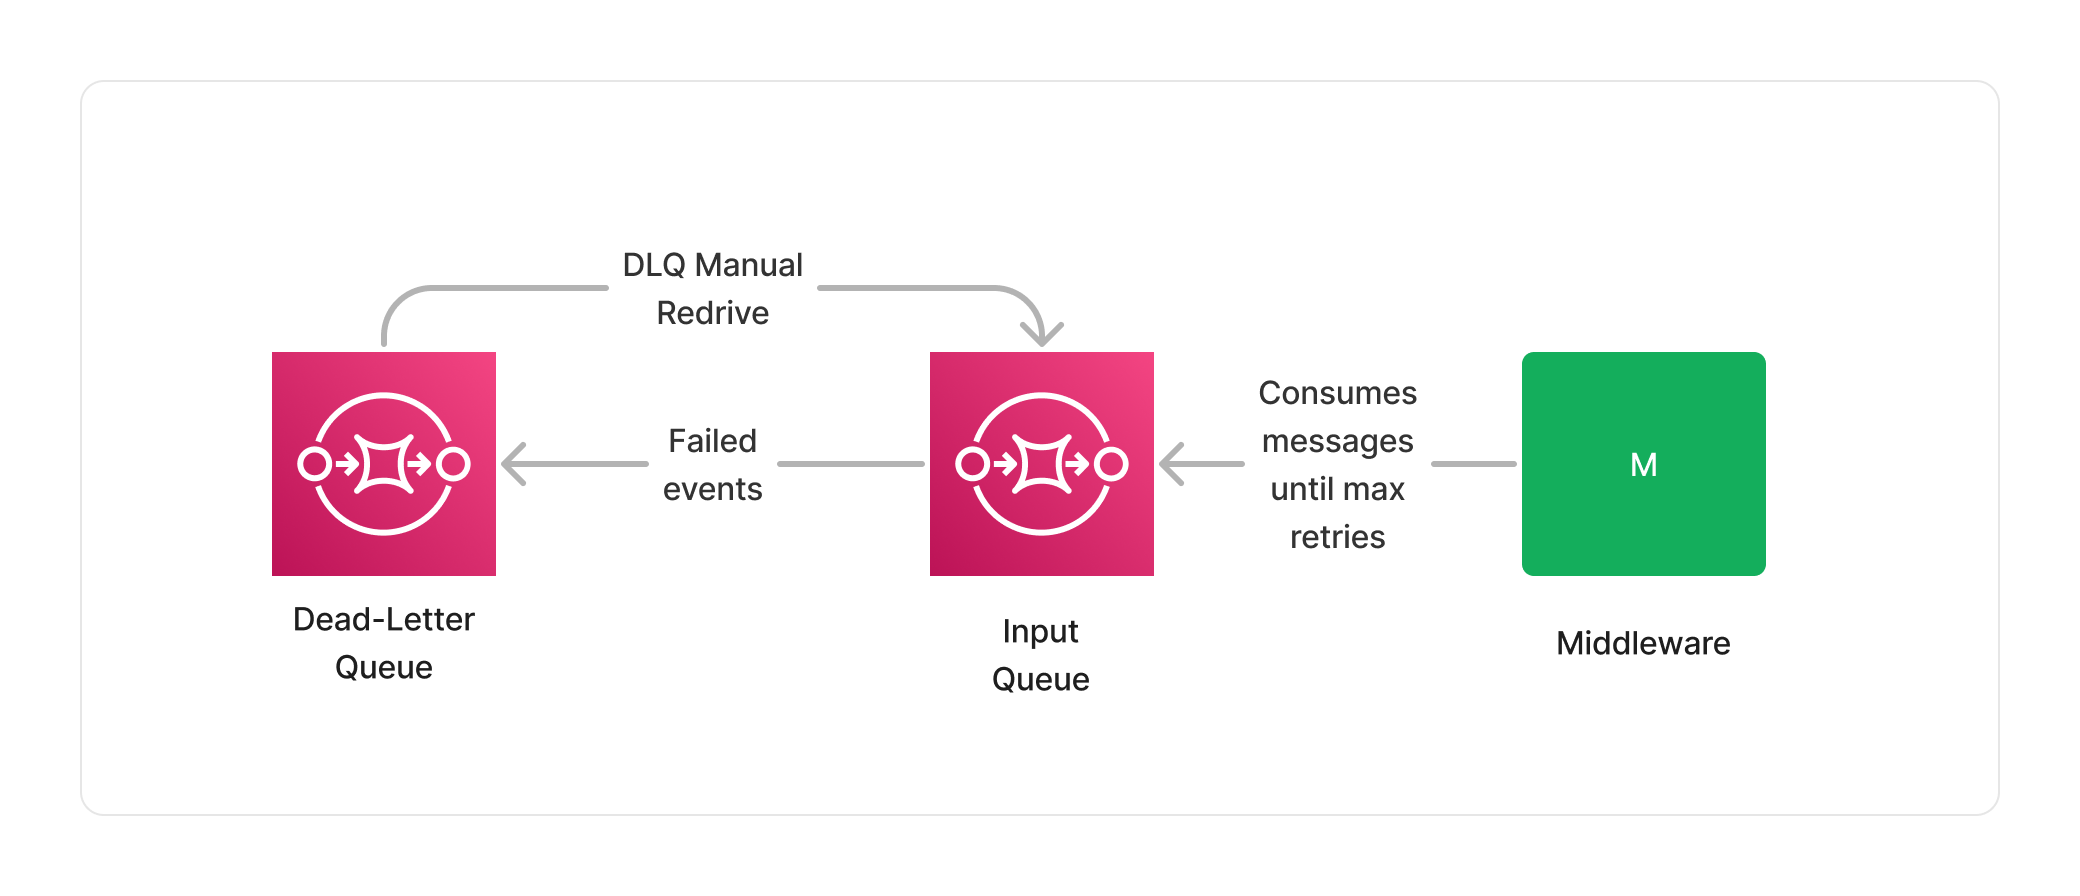 DLQ Manual
Redrive
Failed
events
Consumes
messages
until max
retries
M
Dead-Letter
Queue
Input
Queue
Middleware